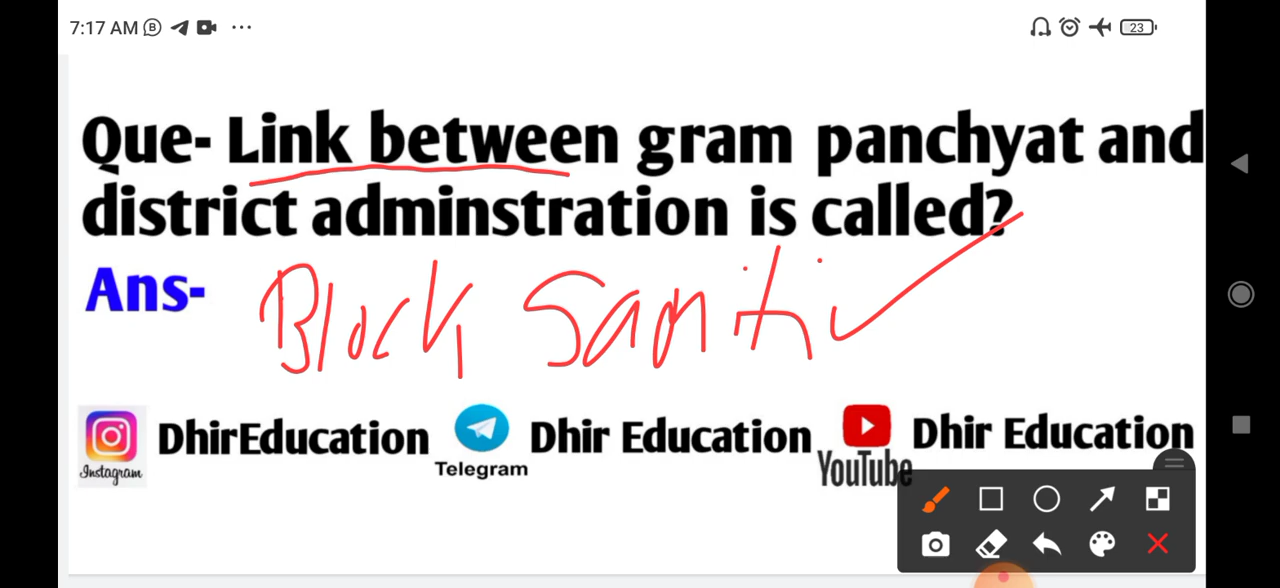 7:17 AM
23
Que- Link between gram panchyat and
district adminstration is called?
Ans- Block Samiti
Instagram DhirEducation Telegram Dhir Education YouTube Dhir Education